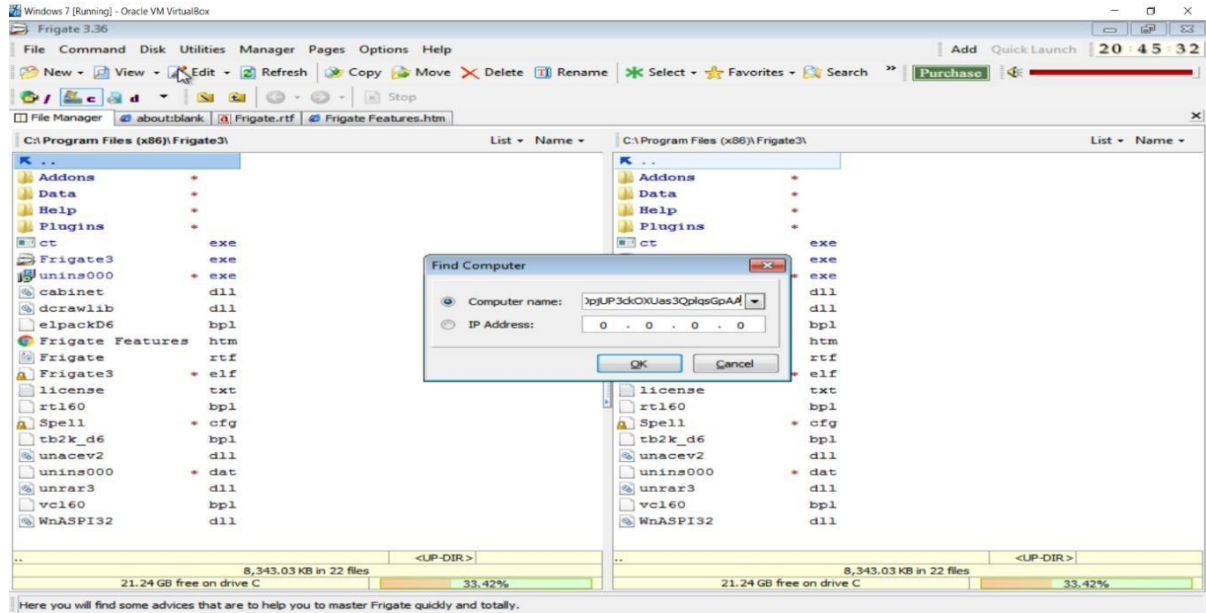 Windows 7 [Running] - Oracle VM VirtualBox
Frigate 3.36
File Command Disk Utilities Manager Pages Options Help Add Quick Launch 20:45:32
New View Edit Refresh Copy Move Delete Rename Select Favorites Search » Purchase
/ c d Stop
File Manager about:blank Frigate.rtf Frigate Features.htm
C:\Program Files (x86)\Frigate3\ List Name C:\Program Files (x86)\Frigate3\ List Name
.. ..
Addons * Addons *
Data * Data *
Help * Help *
Plugins * Plugins *
ct exe ct exe
Frigate3 exe exe
unins000 * exe * exe
cabinet dll dll
dcrawlib dll dll
elpackD6 bpl bpl
Frigate Features htm htm
Frigate rtf rtf
Frigate3 * elf * elf
license txt license txt
rtl60 bpl rtl60 bpl
Spell * cfg Spell * cfg
tb2k_d6 bpl tb2k_d6 bpl
unacev2 dll unacev2 dll
unins000 * dat unins000 * dat
unrar3 dll unrar3 dll
vcl60 bpl vcl60 bpl
WnASPI32 dll WnASPI32 dll
Find Computer
Computer name:
IP Address: 0 . 0 . 0 . 0
OK Cancel
.. <UP-DIR> .. <UP-DIR>
8,343.03 KB in 22 files 8,343.03 KB in 22 files
21.24 GB free on drive C 33.42% 21.24 GB free on drive C 33.42%
Here you will find some advices that are to help you to master Frigate quickly and totally.